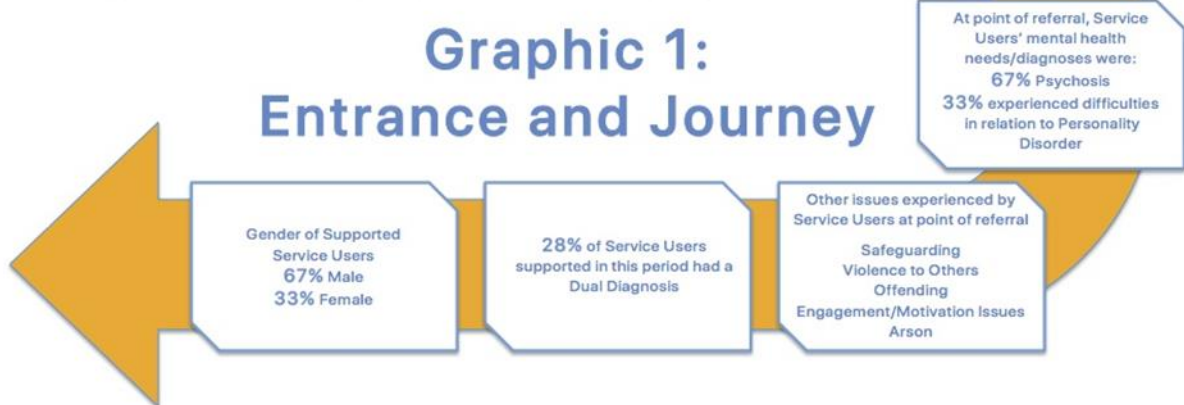 Graphic 1:
Entrance and Journey
At point of referral, Service
Users' mental health
needs/diagnoses were:
67% Psychosis
33% experienced difficulties
in relation to Personality
Disorder
Other issues experienced by
Service Users at point of referral
Safeguarding
Violence to Others
Offending
Engagement/Motivation Issues
Arson
28% of Service Users
supported in this period had a
Dual Diagnosis
Gender of Supported
Service Users
67% Male
33% Female